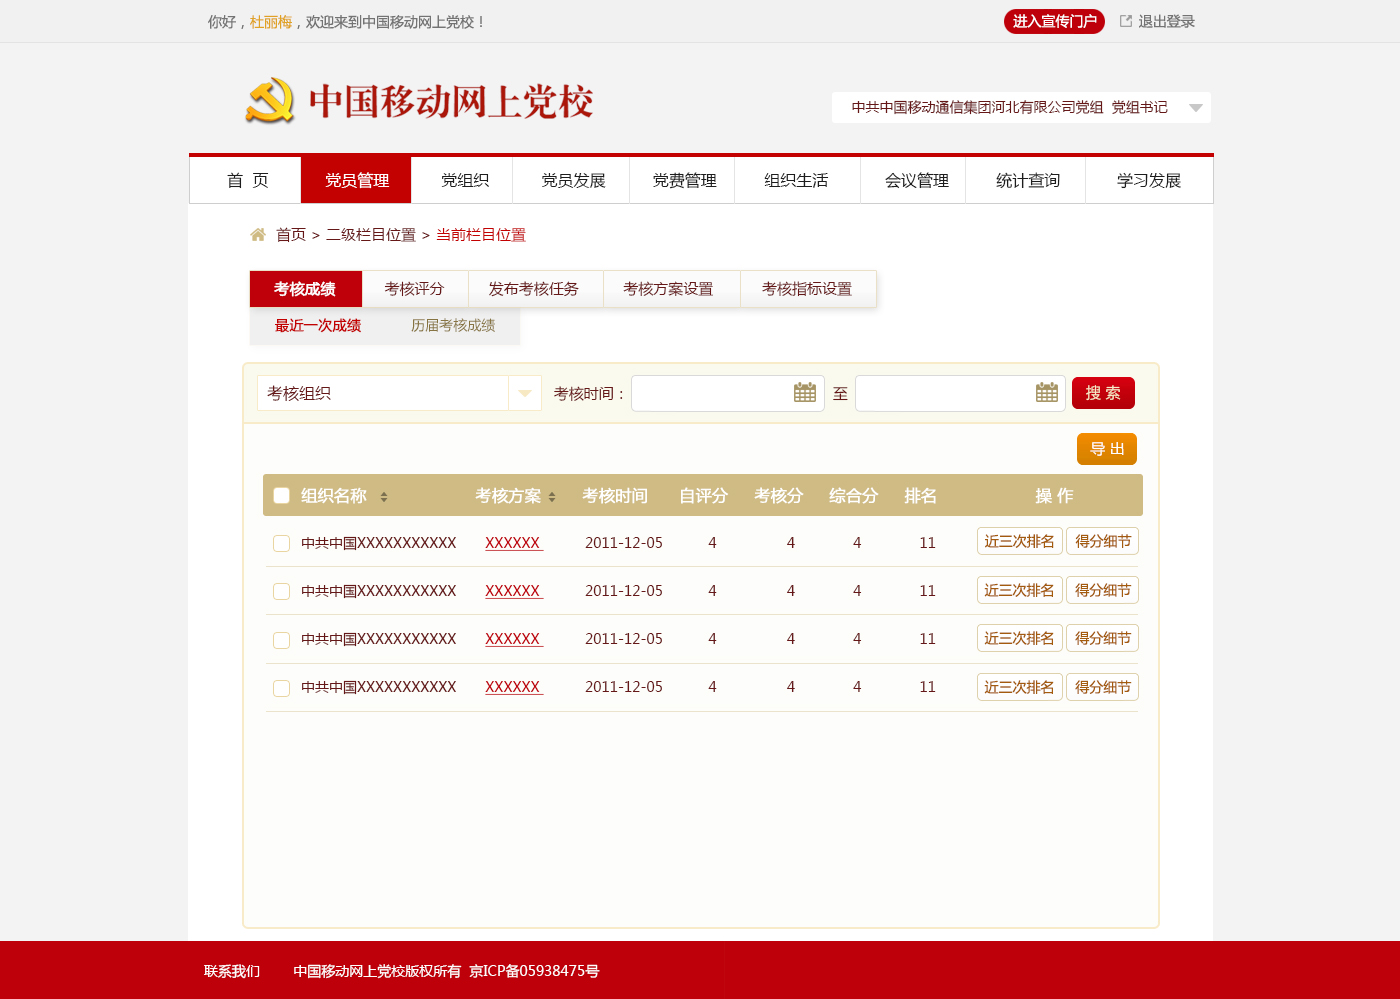 你好，杜丽梅，欢迎来到中国移动网上党校！ 进入宣传门户 退出登录
中国移动网上党校
中共中国移动通信集团河北有限公司党组 党组书记
首 页 党员管理 党组织 党员发展 党费管理 组织生活 会议管理 统计查询 学习发展
首页 > 二级栏目位置 > 当前栏目位置
考核成绩 考核评分 发布考核任务 考核方案设置 考核指标设置
最近一次成绩 历届考核成绩
考核组织 考核时间： 至 搜 索
导 出
组织名称 考核方案 考核时间 自评分 考核分 综合分 排名 操 作
中共中国XXXXXXXXXXX XXXXXX 2011-12-05 4 4 4 11 近三次排名 得分细节
中共中国XXXXXXXXXXX XXXXXX 2011-12-05 4 4 4 11 近三次排名 得分细节
中共中国XXXXXXXXXXX XXXXXX 2011-12-05 4 4 4 11 近三次排名 得分细节
中共中国XXXXXXXXXXX XXXXXX 2011-12-05 4 4 4 11 近三次排名 得分细节
联系我们 中国移动网上党校版权所有 京ICP备05938475号